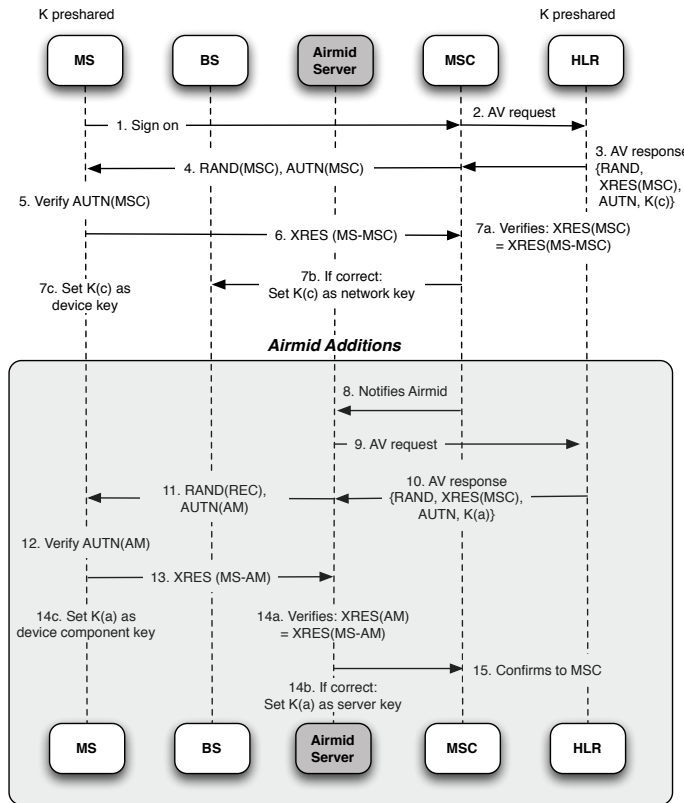 K preshared
K preshared
MS
BS
Airmid
Server
MSC
HLR
1. Sign on
2. AV request
3. AV response
{RAND,
XRES(MSC),
AUTN, K(c)}
4. RAND(MSC), AUTN(MSC)
5. Verify AUTN(MSC)
6. XRES (MS-MSC)
7a. Verifies: XRES(MSC)
= XRES(MS-MSC)
7b. If correct:
Set K(c) as network key
7c. Set K(c) as
device key
Airmid Additions
8. Notifies Airmid
9. AV request
10. AV response
{RAND, XRES(MSC),
AUTN, K(a)}
11. RAND(REC),
AUTN(AM)
12. Verify AUTN(AM)
13. XRES (MS-AM)
14c. Set K(a) as
device component key
14a. Verifies: XRES(AM)
= XRES(MS-AM)
15. Confirms to MSC
14b. If correct:
Set K(a) as server key
MS
BS
Airmid
Server
MSC
HLR